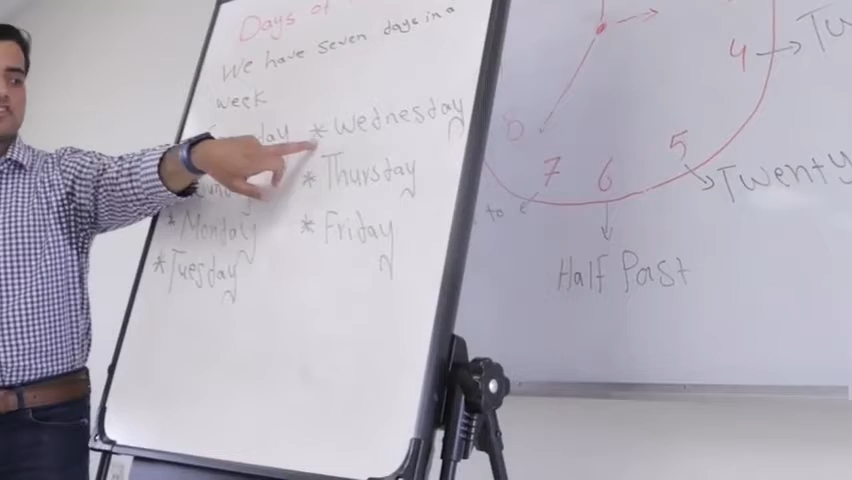 Days of
We have seven days in a
week
day
* Wednesday
* Thursday
* Monday
* Friday
* Tuesday
4
8
7
6
5
Twenty
to
Half Past